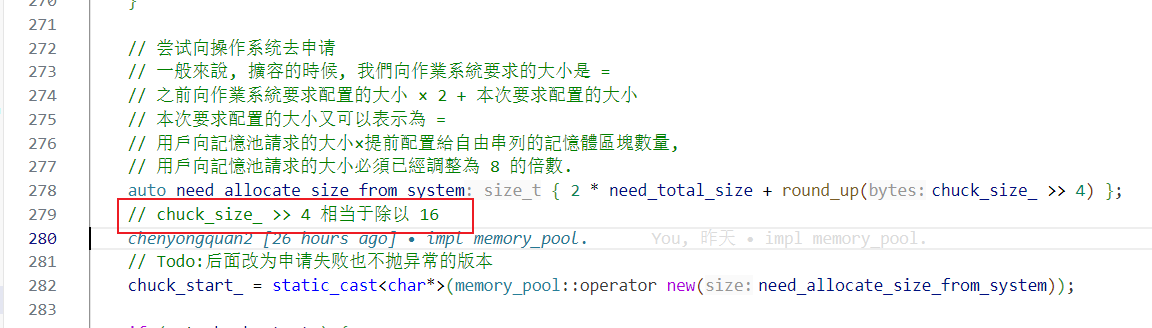 270 }
271
272 // 尝试向操作系统去申请
273 // 一般來說, 擴容的時候, 我們向作業系統要求的大小是 =
274 // 之前向作業系統要求配置的大小 × 2 + 本次要求配置的大小
275 // 本次要求配置的大小又可以表示為 =
276 // 用戶向記憶池請求的大小×提前配置給自由串列的記憶體區塊數量,
277 // 用戶向記憶池請求的大小必須已經調整為 8 的倍數.
278 auto need_allocate_size_from_system: size_t { 2 * need_total_size + round_up(bytes: chuck_size_ >> 4) };
279 // chuck_size_ >> 4 相当于除以 16
280 chenyongquan2 [26 hours ago] • impl memory_pool. You, 昨天 • impl memory_pool.
281 // Todo:后面改为申请失败也不抛异常的版本
282 chuck_start_ = static_cast<char*>(memory_pool::operator new(size: need_allocate_size_from_system));
283